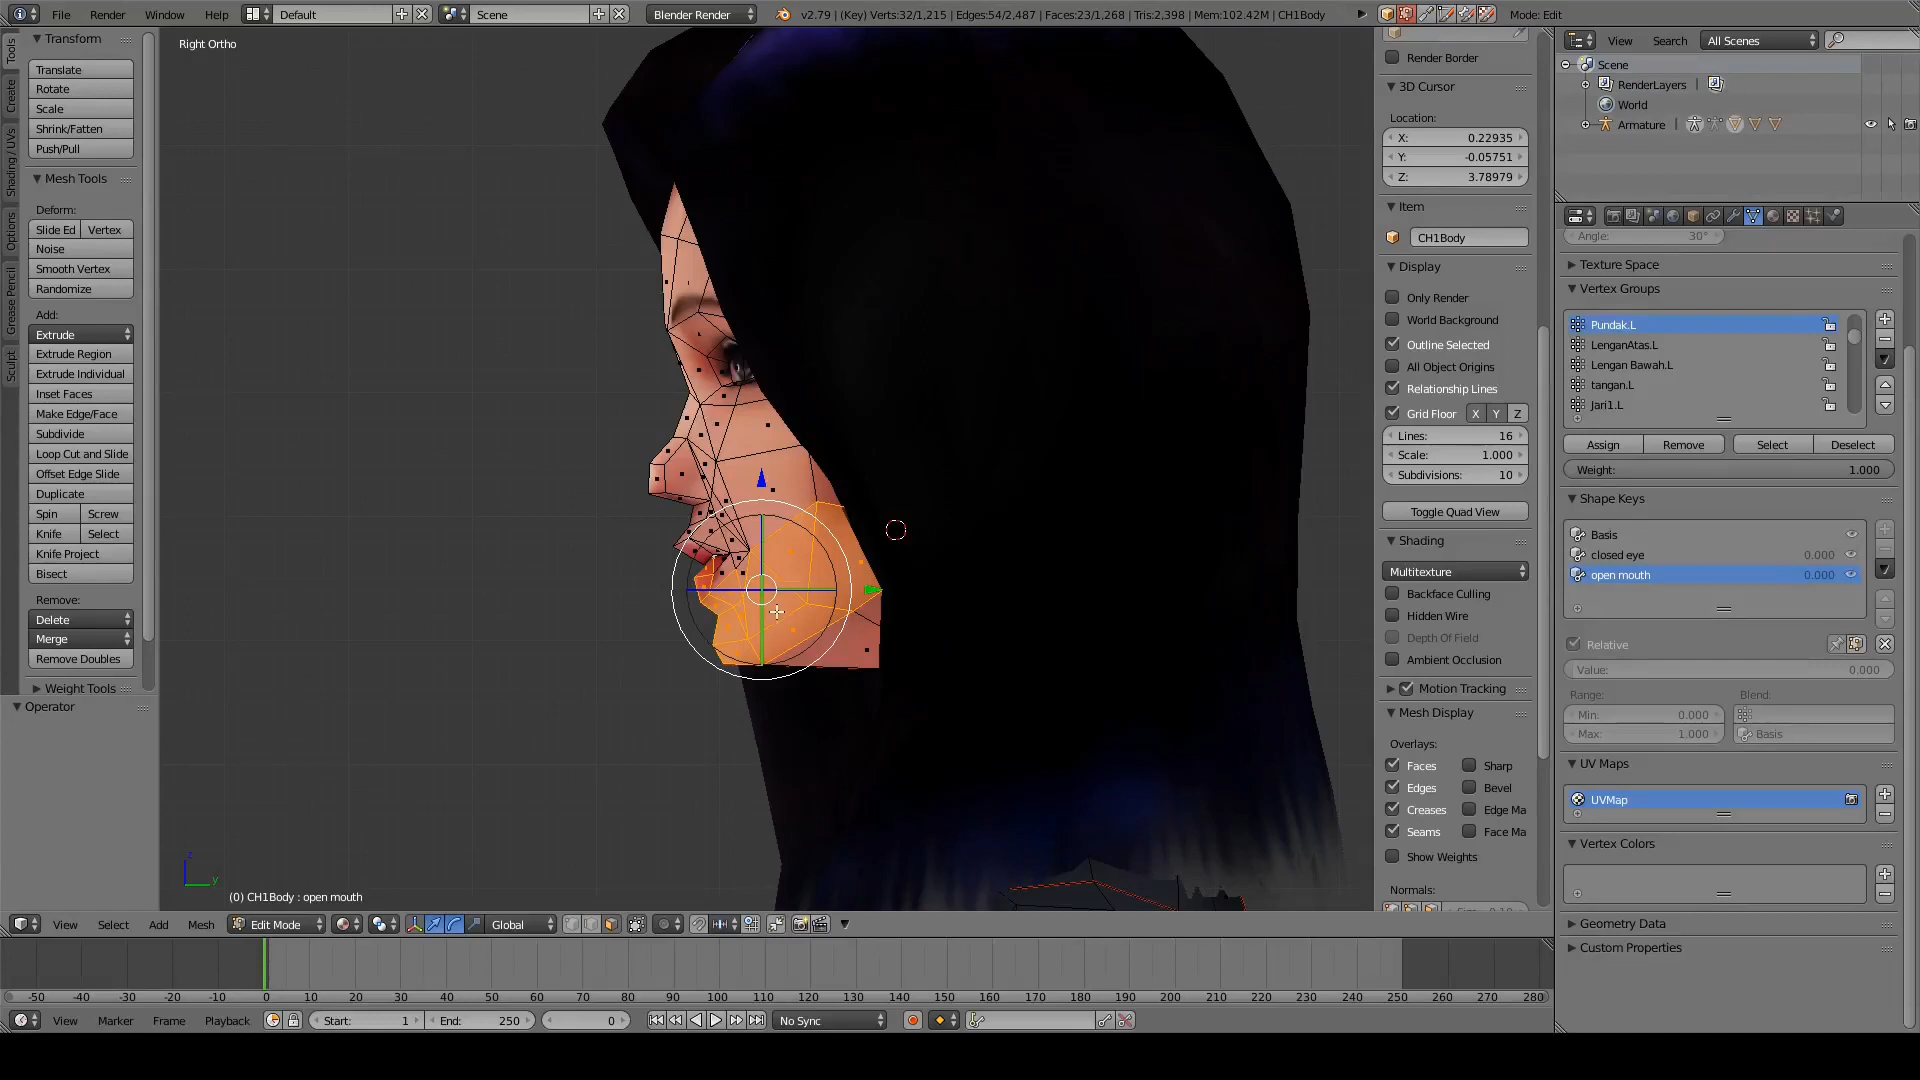 File Render Window Help Default Scene Blender Render v2.79 | (Key) Verts:32/1,215 | Edges:54/2,487 | Faces:23/1,268 | Tris:2,398 | Mem:102.42M | CH1Body Mode: Edit
Tools
Create
Shading / UVs
Options
Grease Pencil
Sculpt
Transform
Translate
Rotate
Scale
Shrink/Fatten
Push/Pull
Mesh Tools
Deform:
Slide Ed Vertex
Noise
Smooth Vertex
Randomize
Add:
Extrude
Extrude Region
Extrude Individual
Inset Faces
Make Edge/Face
Subdivide
Loop Cut and Slide
Offset Edge Slide
Duplicate
Spin Screw
Knife Select
Knife Project
Bisect
Remove:
Delete
Merge
Remove Doubles
Weight Tools
Operator
Right Ortho
z
y
(0) CH1Body : open mouth
Render Border
3D Cursor
Location:
X: 0.22935
Y: -0.05751
Z: 3.78979
Item
CH1Body
Display
Only Render
World Background
Outline Selected
All Object Origins
Relationship Lines
Grid Floor X Y Z
Lines: 16
Scale: 1.000
Subdivisions: 10
Toggle Quad View
Shading
Multitexture
Backface Culling
Hidden Wire
Depth Of Field
Ambient Occlusion
Motion Tracking
Mesh Display
Overlays:
Faces Sharp
Edges Bevel
Creases Edge Ma
Seams Face Ma
Show Weights
Normals:
View Search All Scenes
Scene
RenderLayers |
World
Armature |
Angle: 30°
Texture Space
Vertex Groups
Pundak.L
LenganAtas.L
Lengan Bawah.L
tangan.L
Jari1.L
Assign Remove Select Deselect
Weight: 1.000
Shape Keys
Basis
closed eye 0.000
open mouth 0.000
Relative
Value: 0.000
Range: Blend:
Min: 0.000
Max: 1.000 Basis
UV Maps
UVMap
Vertex Colors
Geometry Data
Custom Properties
View Select Add Mesh Edit Mode Global
-50 -40 -30 -20 -10 0 10 20 30 40 50 60 70 80 90 100 110 120 130 140 150 160 170 180 190 200 210 220 230 240 250 260 270 280
View Marker Frame Playback Start: 1 End: 250 0 No Sync